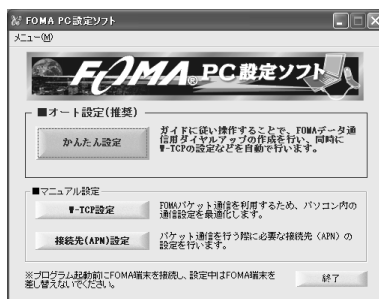 FOMA PC設定ソフト
メニュー(M)
FOMA® PC設定ソフト
■オート設定(推奨)
かんたん設定
ガイドに従い操作することで、FOMAデータ通
信用ダイヤルアップの作成を行い、同時に
W-TCPの設定などを自動で行います。
■マニュアル設定
W-TCP設定
FOMAパケット通信を利用するため、パソコン内の
通信設定を最適化します。
接続先(APN)設定
パケット通信を行う際に必要な接続先(APN)の
設定を行います。
※プログラム起動前にFOMA端末を接続し、設定中はFOMA端末を
差し替えないでください。
終了